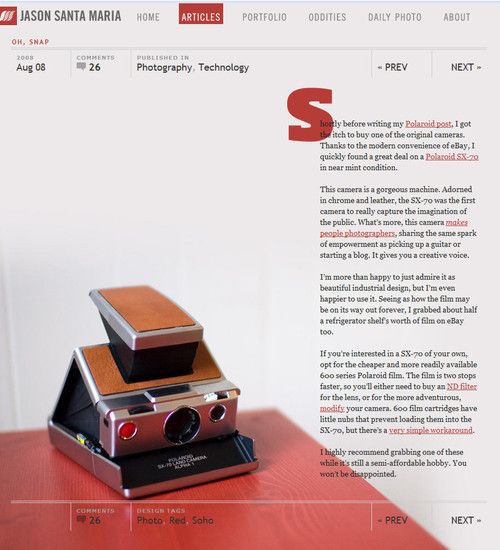 JASON SANTA MARIA HOME ARTICLES PORTFOLIO ODDITIES DAILY PHOTO ABOUT
OH, SNAP
2008 COMMENTS PUBLISHED IN
Aug 08 26 Photography, Technology « PREV NEXT »
Shortly before writing my Polaroid post, I got
the itch to buy one of the original cameras.
Thanks to the modern convenience of eBay, I
quickly found a great deal on a Polaroid SX-70
in near mint condition.
This camera is a gorgeous machine. Adorned
in chrome and leather, the SX-70 was the first
camera to really capture the imagination of
the public. What's more, this camera makes
people photographers, sharing the same spark
of empowerment as picking up a guitar or
starting a blog. It gives you a creative voice.
I'm more than happy to just admire it as
beautiful industrial design, but I'm even
happier to use it. Seeing as how the film may
be on its way out forever, I grabbed about half
a refrigerator shelf's worth of film on eBay
too.
If you're interested in a SX-70 of your own,
opt for the cheaper and more readily available
600 series Polaroid film. The film is two stops
faster, so you'll either need to buy an ND filter
for the lens, or for the more adventurous,
modify your camera. 600 film cartridges have
little nubs that prevent loading them into the
SX-70, but there's a very simple workaround.
I highly recommend grabbing one of these
while it's still a semi-affordable hobby. You
won't be disappointed.
POLAROID
SX-70 LAND CAMERA
ALPHA 1
COMMENTS DESIGN TAGS
26 Photo, Red, Soho « PREV NEXT »